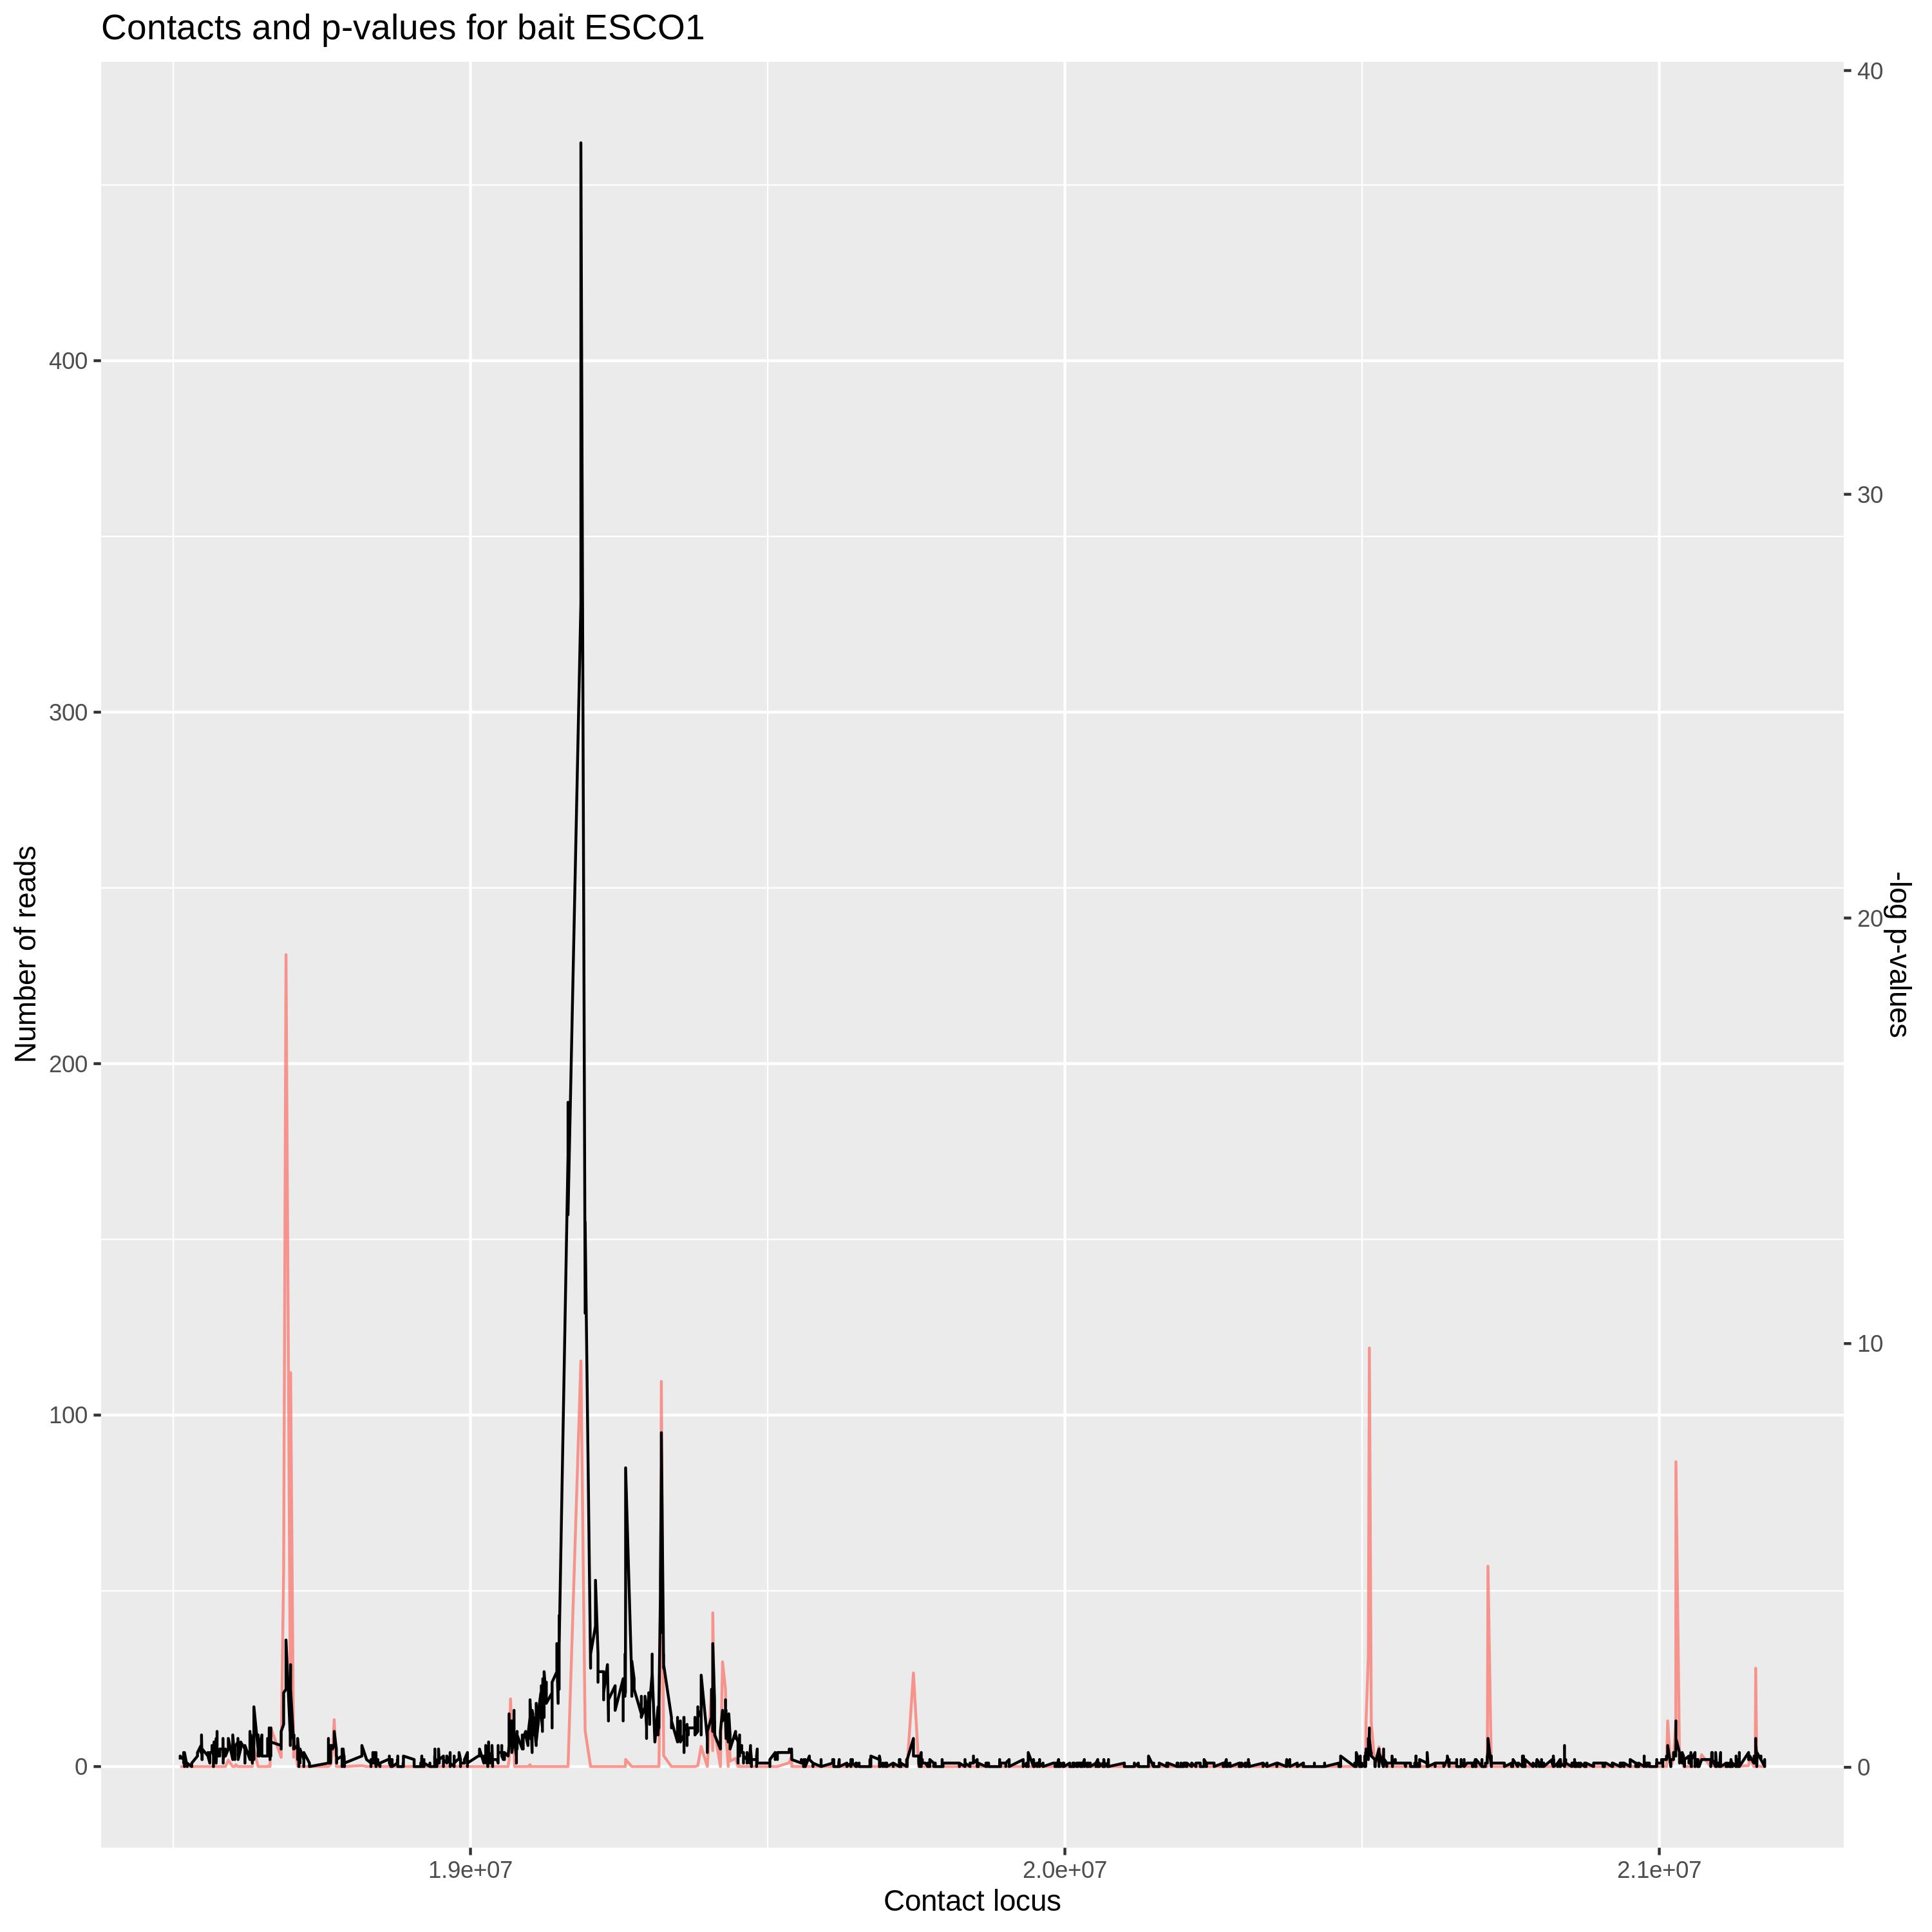 Contacts and p-values for bait ESCO1
Number of reads
400
300
200
100
0
40
30
20
10
0
-log p-values
1.9e+07
2.0e+07
2.1e+07
Contact locus